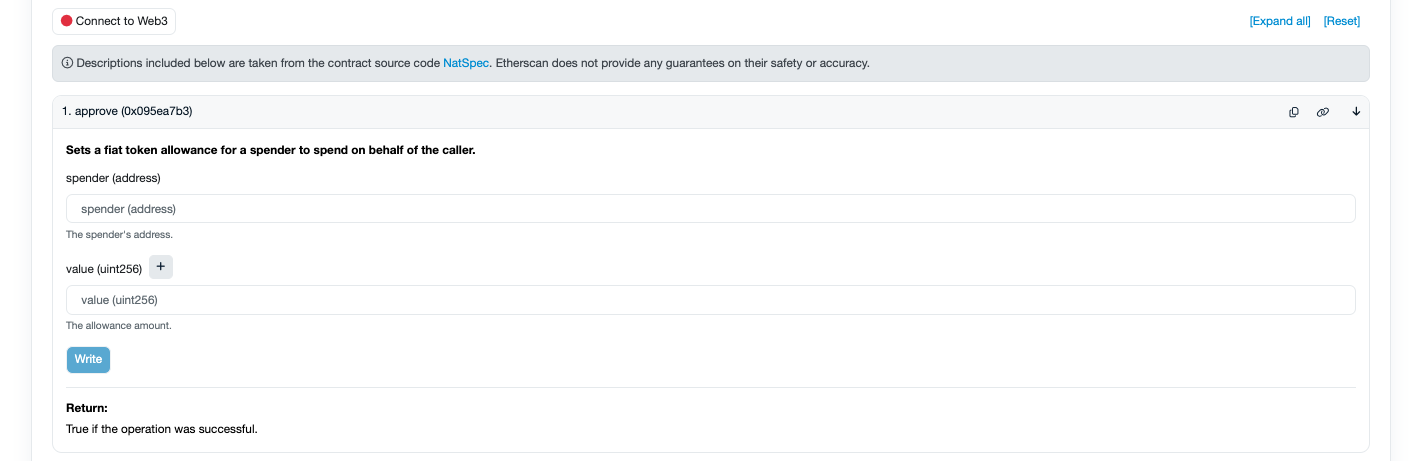 Connect to Web3 [Expand all] [Reset]
Descriptions included below are taken from the contract source code NatSpec. Etherscan does not provide any guarantees on their safety or accuracy.
1. approve (0x095ea7b3)
Sets a fiat token allowance for a spender to spend on behalf of the caller.
spender (address)
spender (address)
The spender's address.
value (uint256) +
value (uint256)
The allowance amount.
Write
Return:
True if the operation was successful.